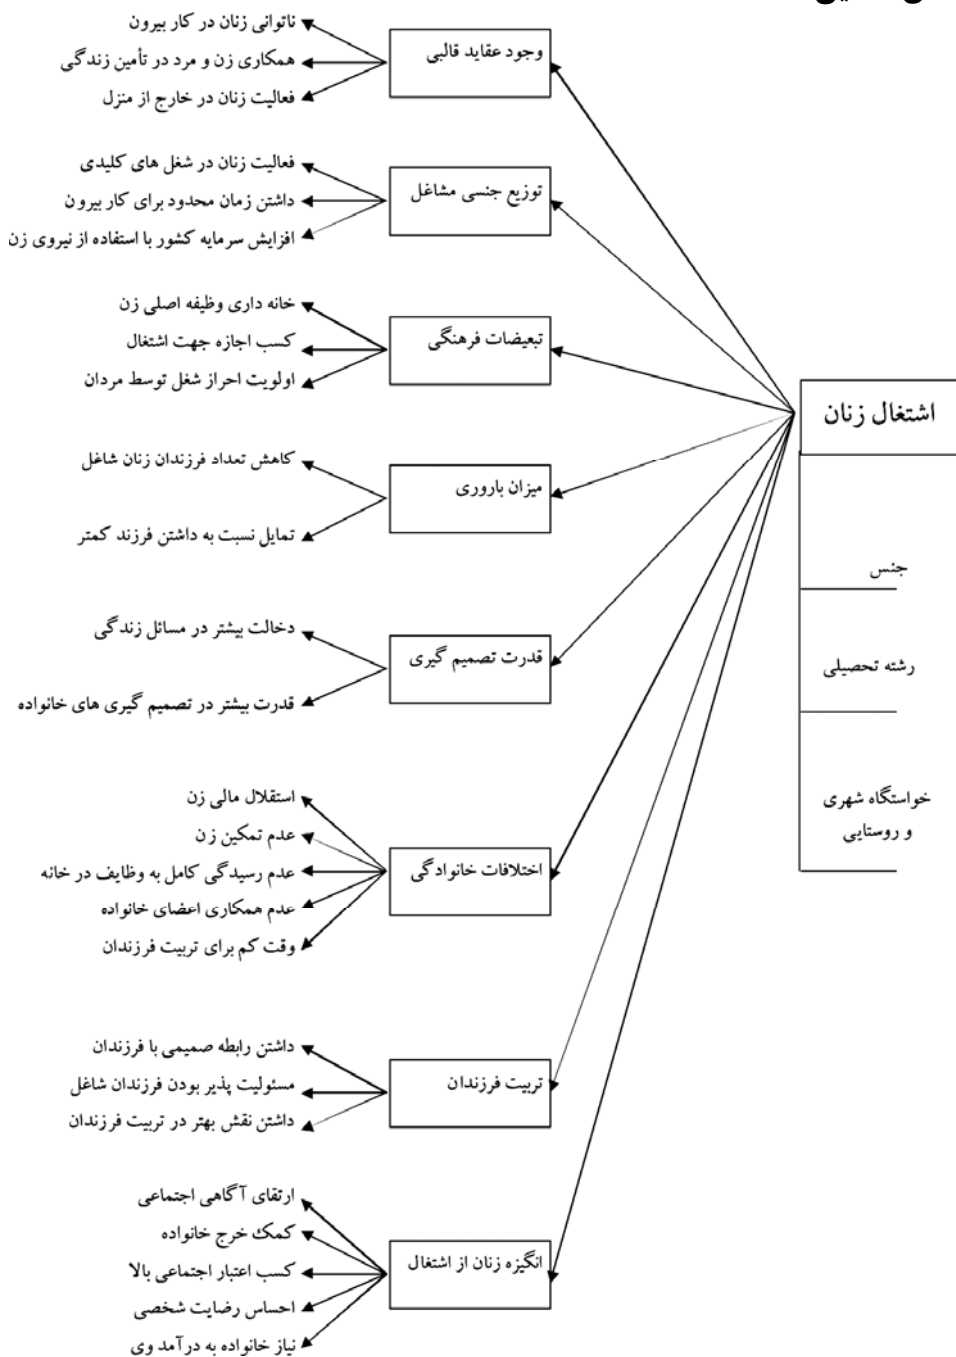 وجود عقاید قالبی
ناتوانی زنان در کار بیرون
همکاری زن و مرد در تأمین زندگی
فعالیت زنان در خارج از منزل
توزیع جنسی مشاغل
فعالیت زنان در شغل های کلیدی
داشتن زمان محدود برای کار بیرون
افزایش سرمایه کشور با استفاده از نیروی زن
تبعیضات فرهنگی
خانه داری وظیفه اصلی زن
کسب اجازه جهت اشتغال
اولویت احراز شغل توسط مردان
اشتغال زنان
جنس
رشته تحصیلی
خواستگاه شهری
و روستایی
میزان باروری
کاهش تعداد فرزندان زنان شاغل
تمایل نسبت به داشتن فرزند کمتر
قدرت تصمیم گیری
دخالت بیشتر در مسائل زندگی
قدرت بیشتر در تصمیم گیری های خانواده
اختلافات خانوادگی
استقلال مالی زن
عدم تمکین زن
عدم رسیدگی کامل به وظایف در خانه
عدم همکاری اعضای خانواده
وقت کم برای تربیت فرزندان
تربیت فرزندان
داشتن رابطه صمیمی با فرزندان
مسئولیت پذیر بودن فرزندان شاغل
داشتن نقش بهتر در تربیت فرزندان
انگیزه زنان از اشتغال
ارتقای آگاهی اجتماعی
کمک خرج خانواده
کسب اعتبار اجتماعی بالا
احساس رضایت شخصی
نیاز خانواده به درآمد وی